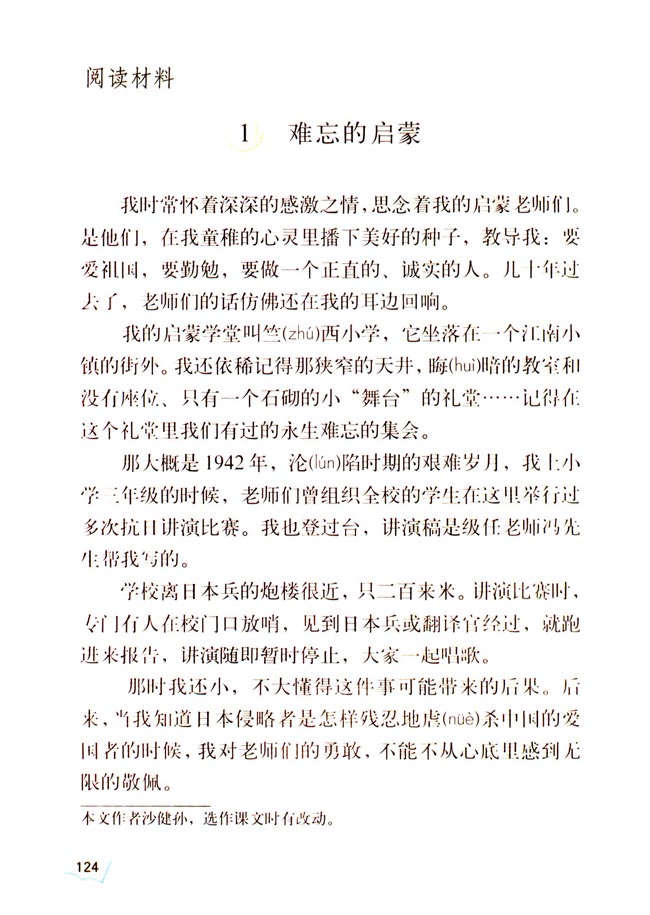 阅读材料
1 难忘的启蒙
我时常怀着深深的感激之情，思念着我的启蒙老师们。
是他们，在我童稚的心灵里播下美好的种子，教导我：要
爱祖国，要勤勉，要做一个正直的、诚实的人。几十年过
去了，老师们的话仿佛还在我的耳边回响。
我的启蒙学堂叫竺(zhú)西小学，它坐落在一个江南小
镇的街外。我还依稀记得那狭窄的天井，晦(huì)暗的教室和
没有座位、只有一个石砌的小“舞台”的礼堂……记得在
这个礼堂里我们有过的永生难忘的集会。
那大概是1942年，沦(lún)陷时期的艰难岁月，我上小
学三年级的时候，老师们曾组织全校的学生在这里举行过
多次抗日讲演比赛。我也登过台，讲演稿是级任老师冯先
生帮我写的。
学校离日本兵的炮楼很近，只二百来米。讲演比赛时，
专门有人在校门口放哨，见到日本兵或翻译官经过，就跑
进来报告，讲演随即暂时停止，大家一起唱歌。
那时我还小，不大懂得这件事可能带来的后果。后
来，当我知道日本侵略者是怎样残忍地虐(nüè)杀中国的爱
国者的时候，我对老师们的勇敢，不能不从心底里感到无
限的敬佩。
本文作者沙健孙，选作课文时有改动。
124